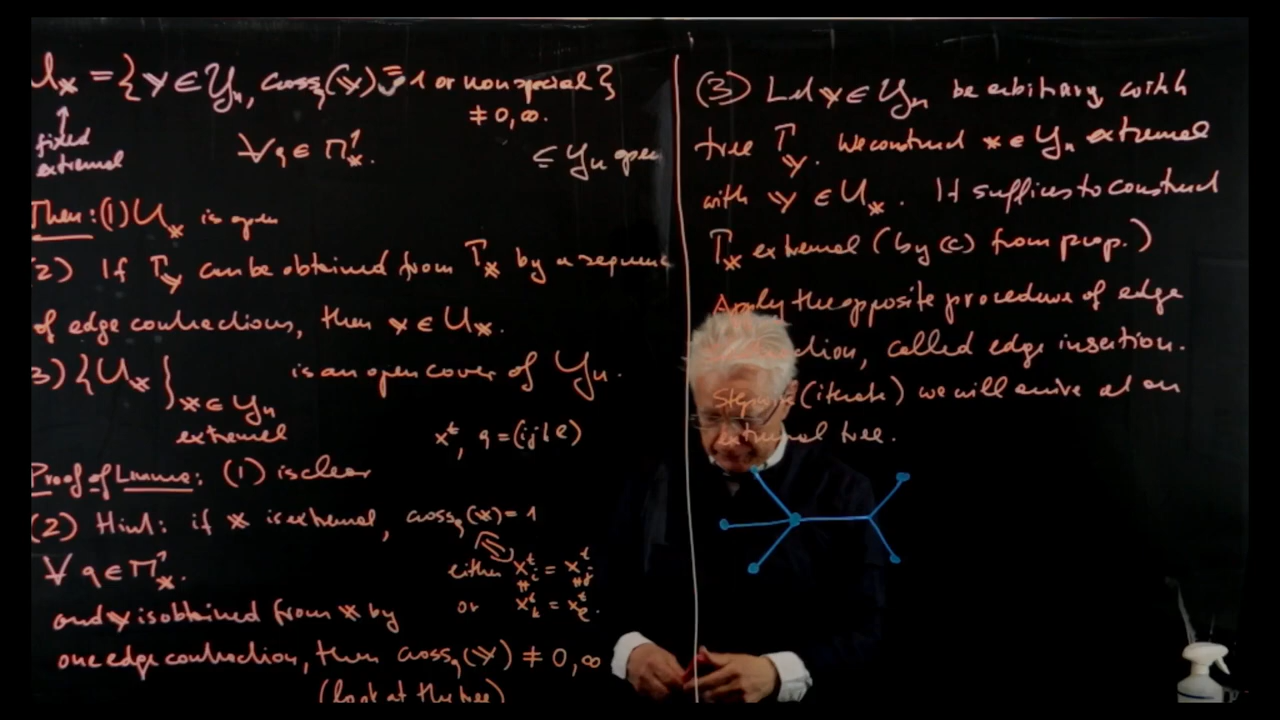 U_x = { y ∈ Y_n, cross_q(y) = 1 or non special }
≠ 0, ∞.
fixed extremal
∀ q ∈ Π^1_x.
⊆ Y_n open
Then: (1) U_x is open
(2) If T_y can be obtained from T_x by a sequence
of edge contractions, then y ∈ U_x.
3) {U_x}_{x ∈ Y_n extremal} is an open cover of Y_n.
x^t, q = (ijkl)
Proof of Lemma: (1) is clear
(2) Hint: if x is extremal, cross_q(x) = 1
∀ q ∈ Π^1_x.
either x^t_i = x^t_j
≠ ≠
or x^t_k = x^t_l.
and y is obtained from x by
one edge contraction, then cross_q(y) ≠ 0, ∞
(look at the tree)
(3) Let y ∈ Y_n be arbitrary with
tree T_y. We construct x ∈ Y_n extremal
with y ∈ U_x. It suffices to construct
T_x extremal (by (c) from prop.)
Apply the opposite procedure of edge
called edge insertion.
(iterate) we will arrive at an
extremal tree.